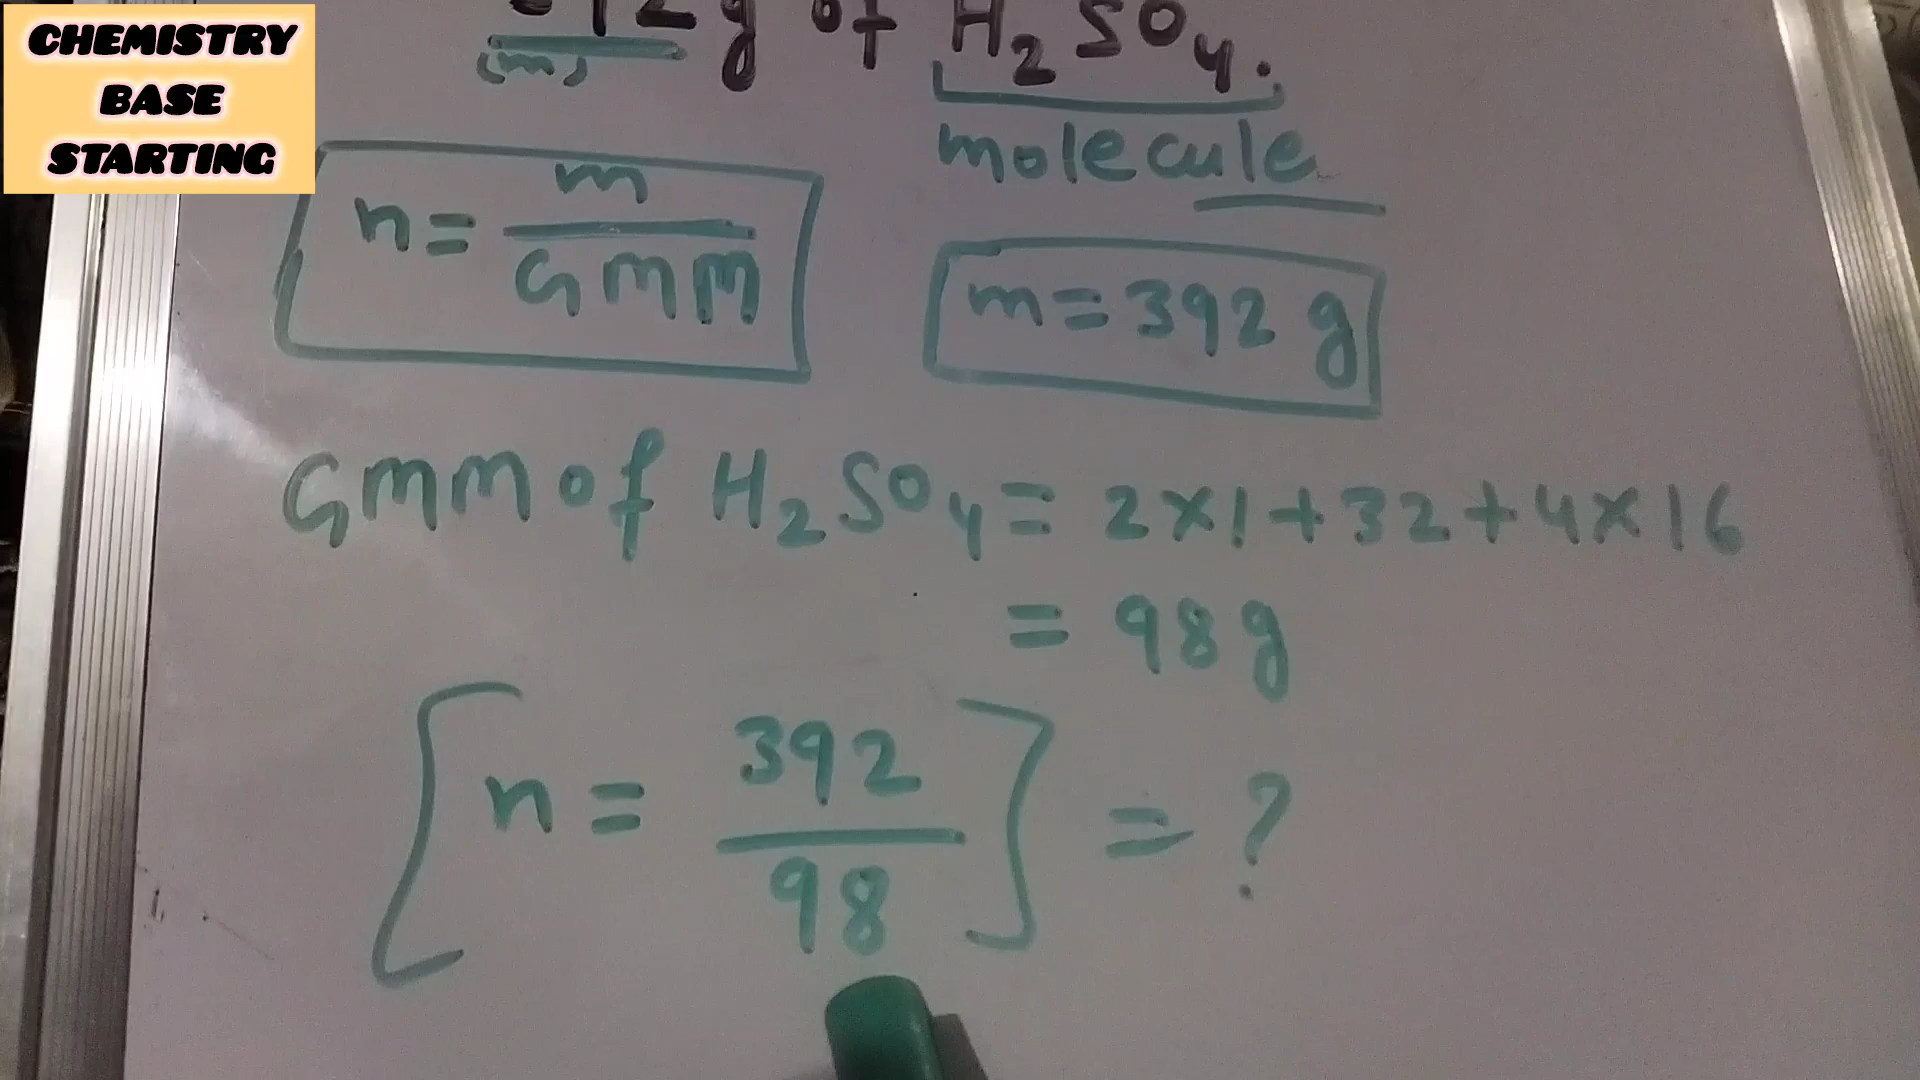 CHEMISTRY
BASE
STARTING
g of H₂SO₄.
(m)
molecule
n = m / GMM
m = 392 g
GMM of H₂SO₄ = 2×1+32+4×16
= 98 g
[n = 392 / 98] = ?